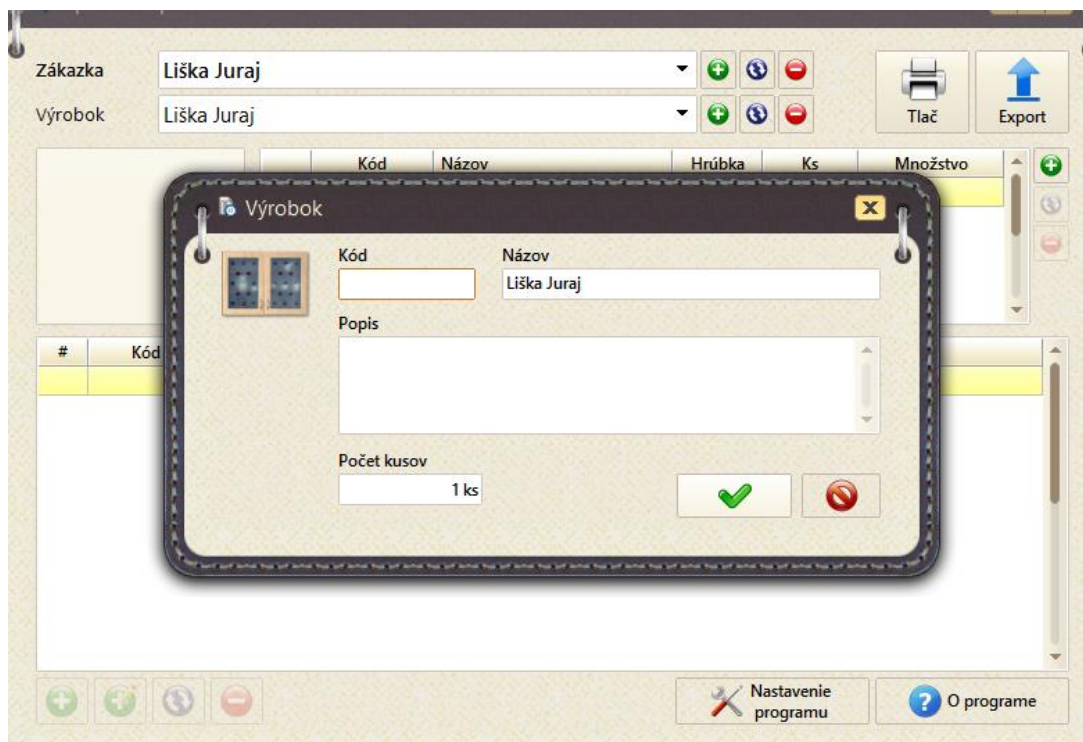 Zákazka
Liška Juraj
Výrobok
Liška Juraj
Tlač
Export
Kód
Názov
Hrúbka
Ks
Množstvo
Výrobok
Kód
Názov
Liška Juraj
Popis
Počet kusov
1 ks
#
Kód
Nastavenie
programu
O programe